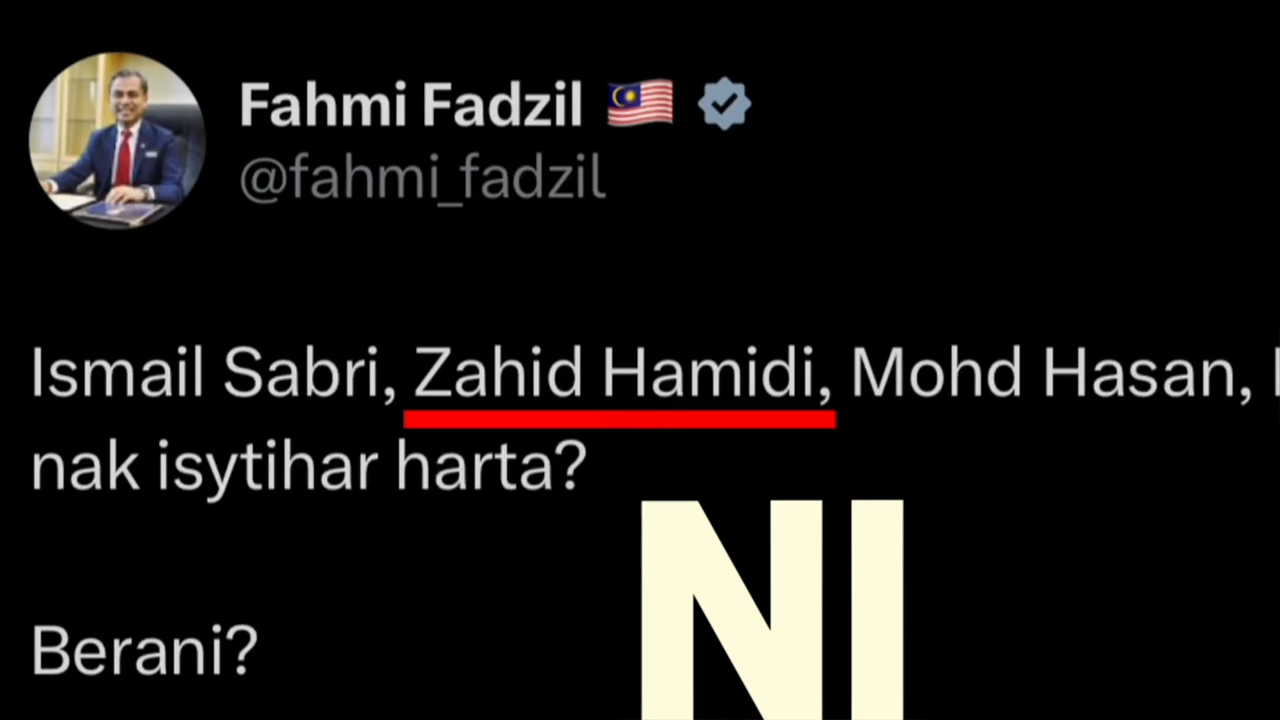 Fahmi Fadzil 🇲🇾
@fahmi_fadzil
Ismail Sabri, Zahid Hamidi, Mohd Hasan,
nak isytihar harta?
Berani?
NI